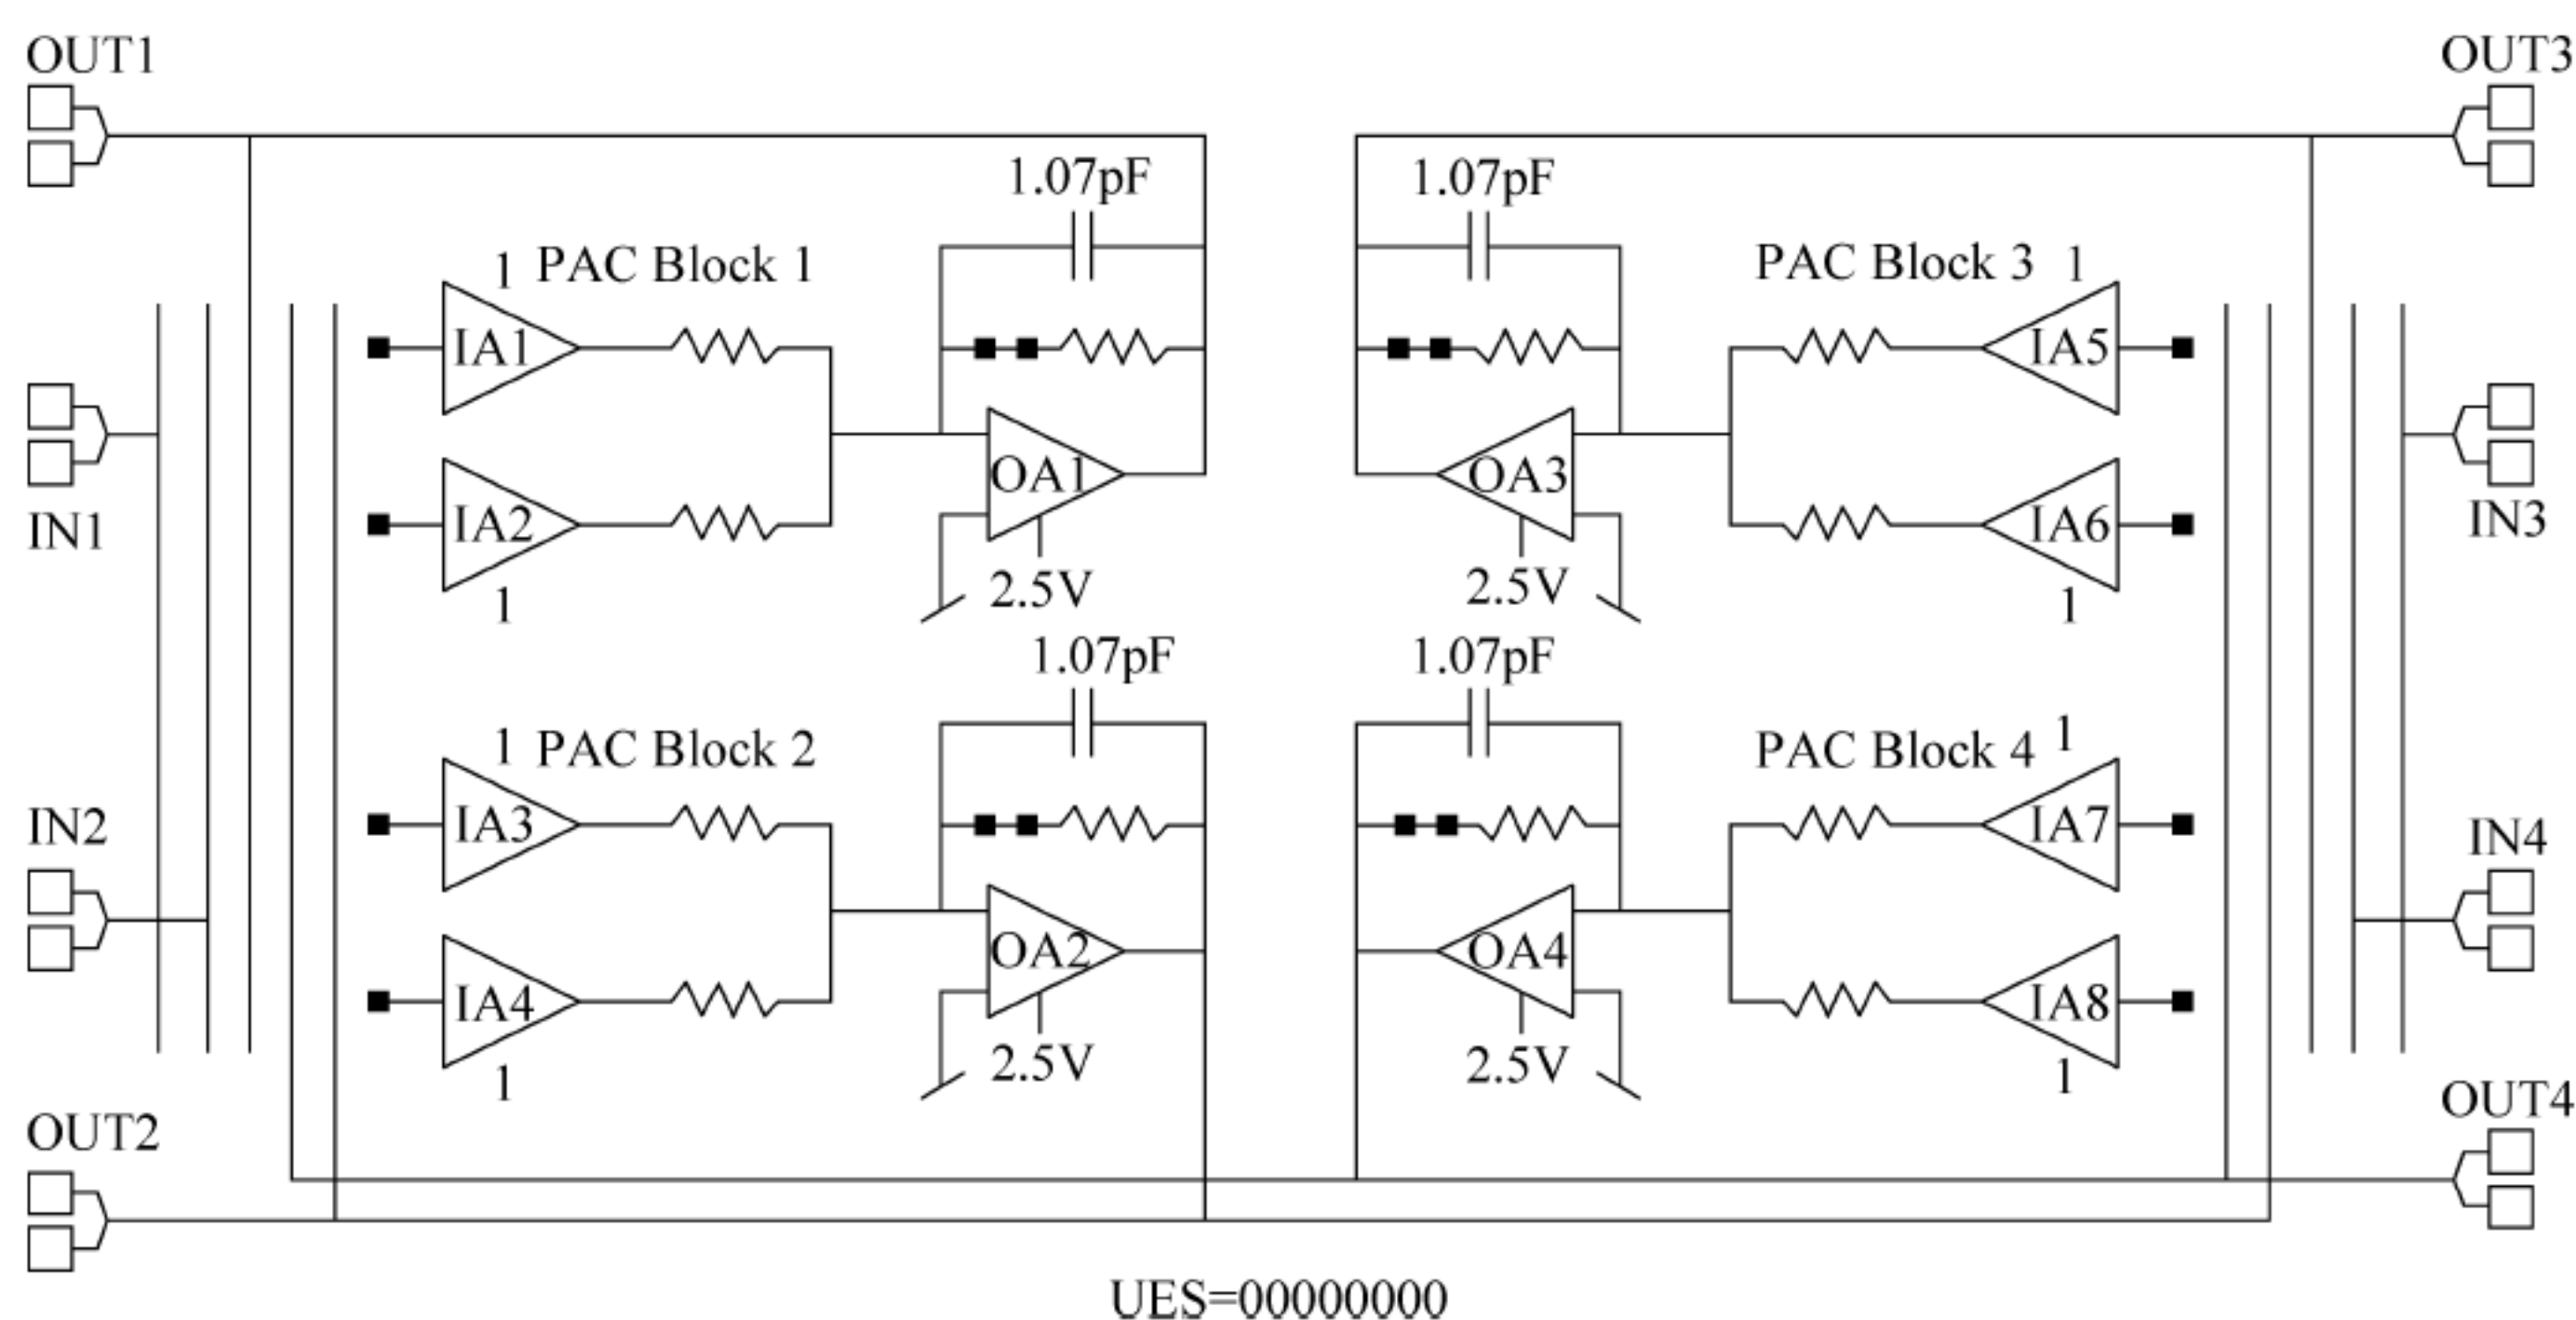 OUT1
OUT3
1.07pF
1.07pF
1 PAC Block 1
PAC Block 3 1
IA1
IA5
OA1
OA3
IN1
IA2
IA6
IN3
1
2.5V
2.5V
1
1.07pF
1.07pF
1 PAC Block 2
PAC Block 4 1
IN2
IA3
IA7
IN4
OA2
OA4
IA4
IA8
1
2.5V
2.5V
1
OUT2
OUT4
UES=00000000